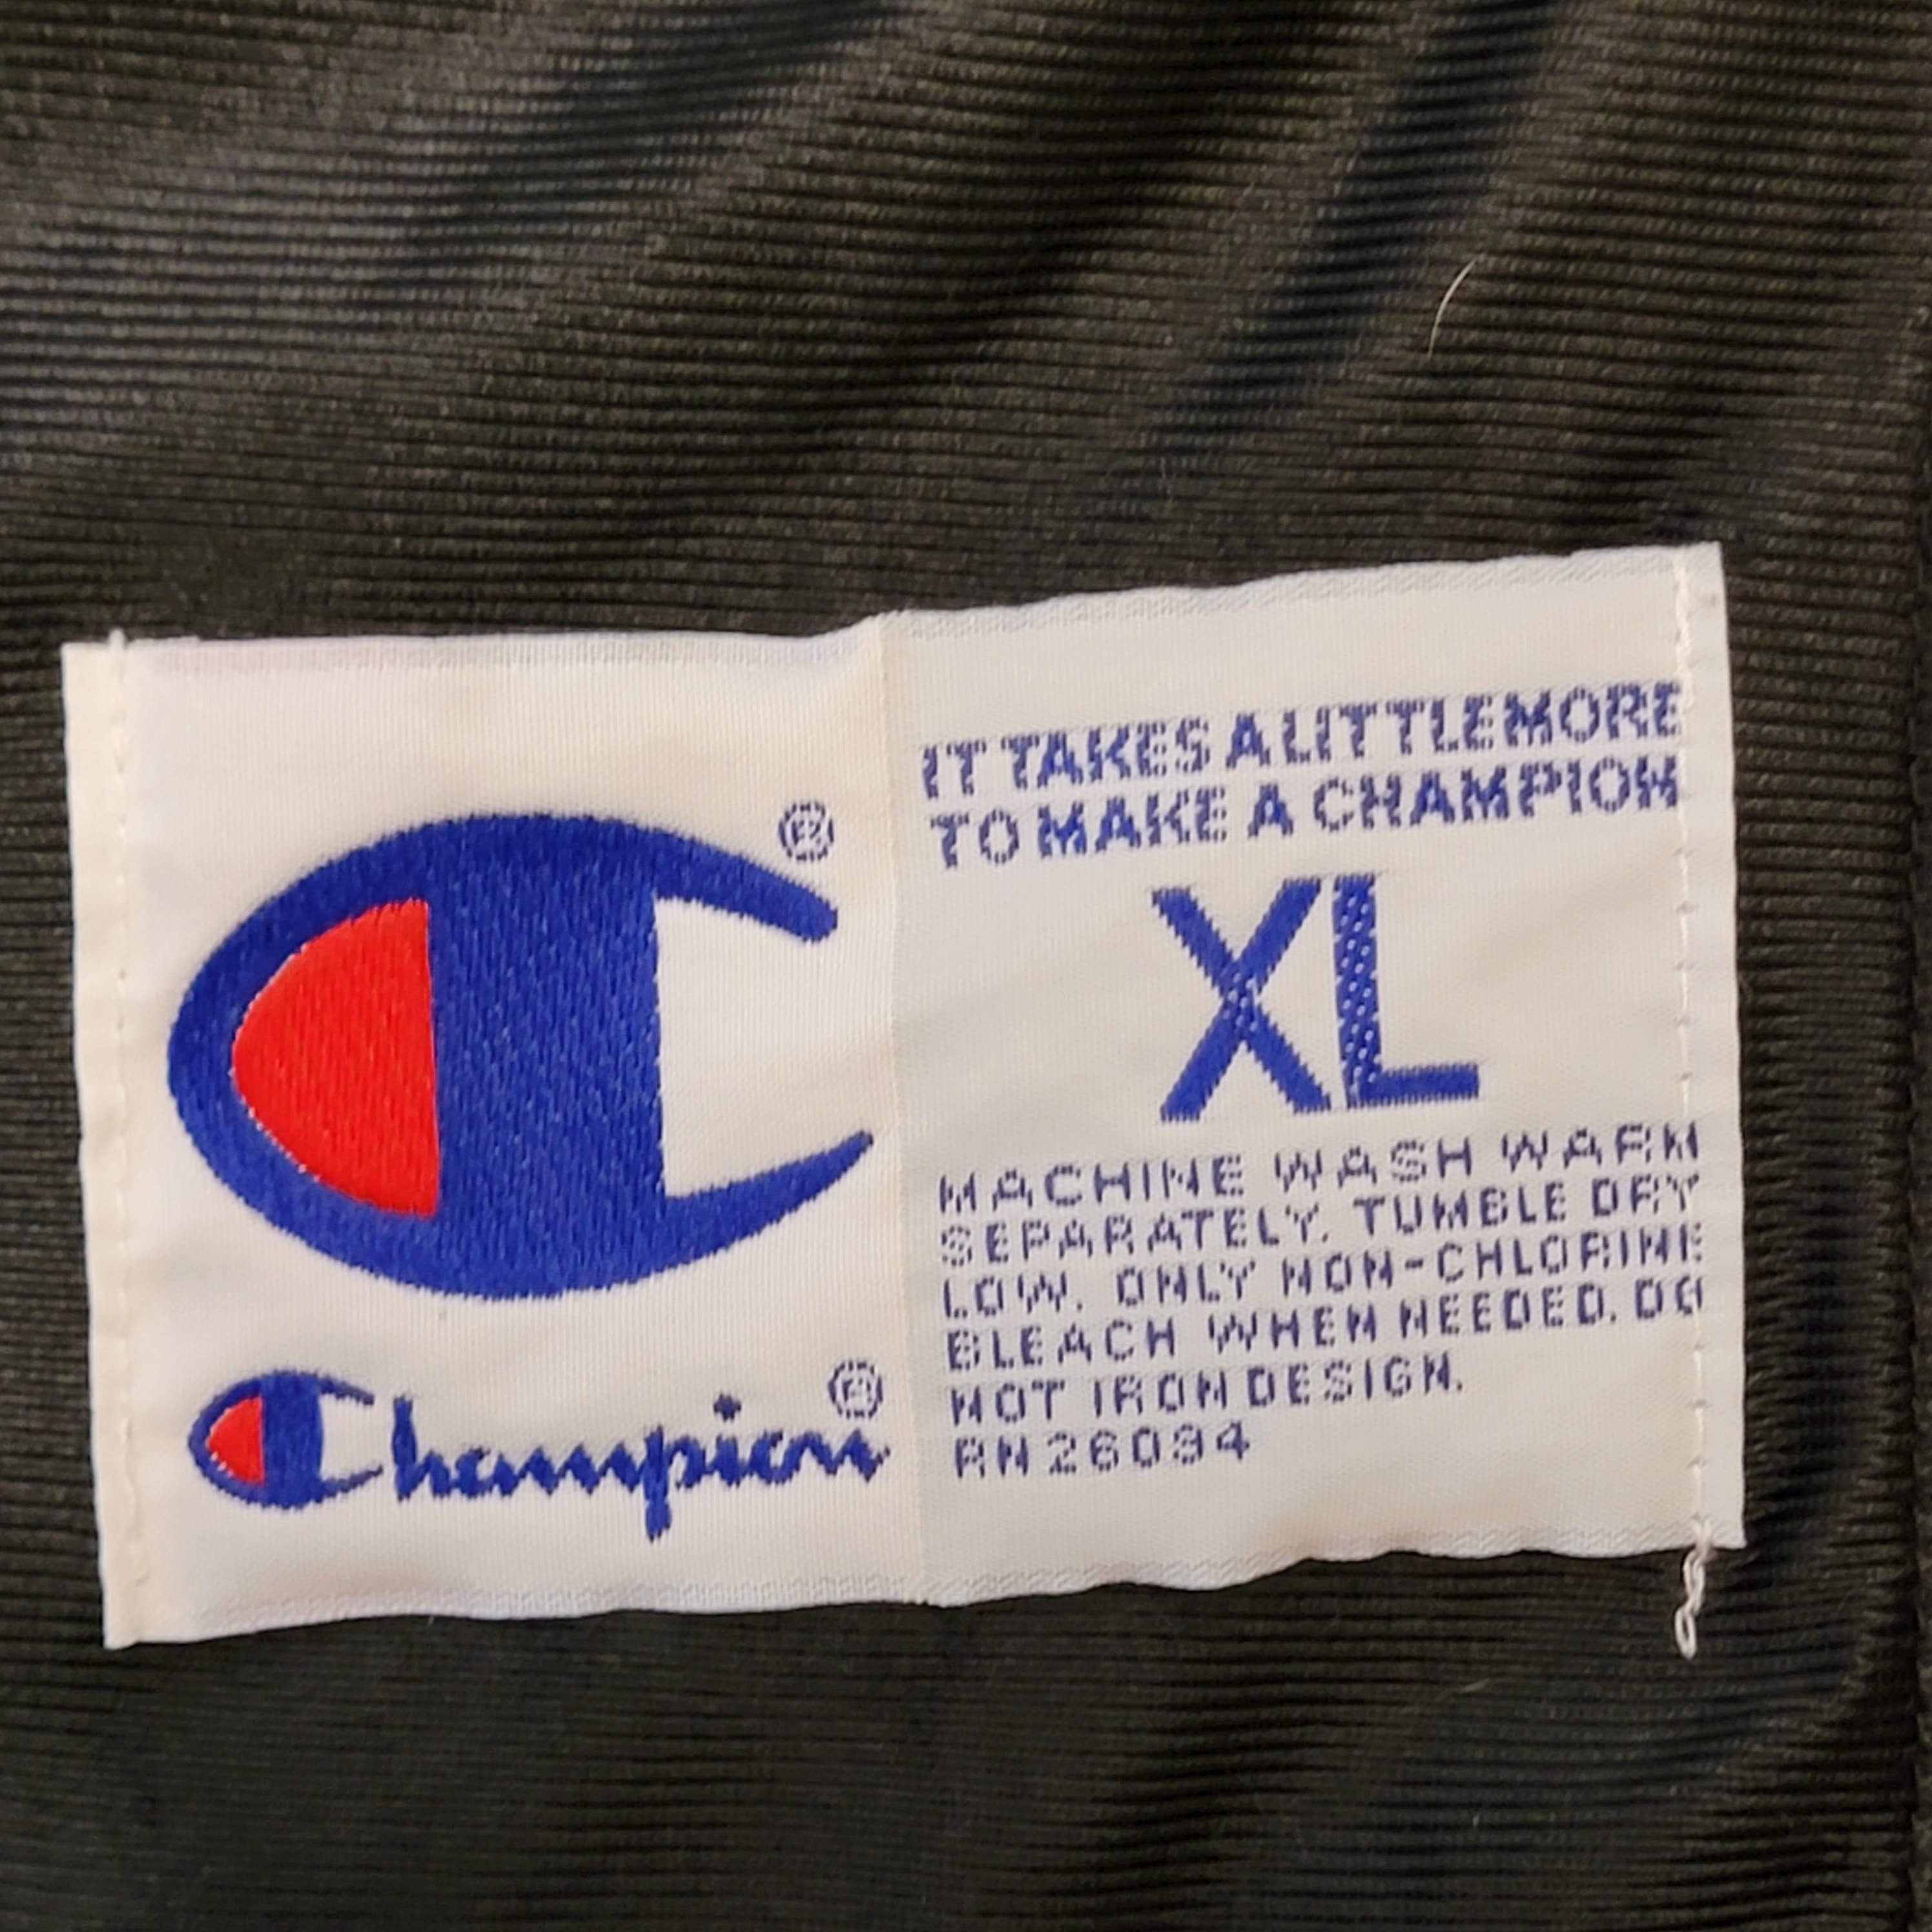 ®
Champion®
IT TAKES A LITTLE MORE
TO MAKE A CHAMPION
XL
MACHINE WASH WARM
SEPARATELY. TUMBLE DRY
LOW. ONLY NON-CHLORINE
BLEACH WHEN NEEDED. DO
NOT IRON DESIGN.
RN 26094